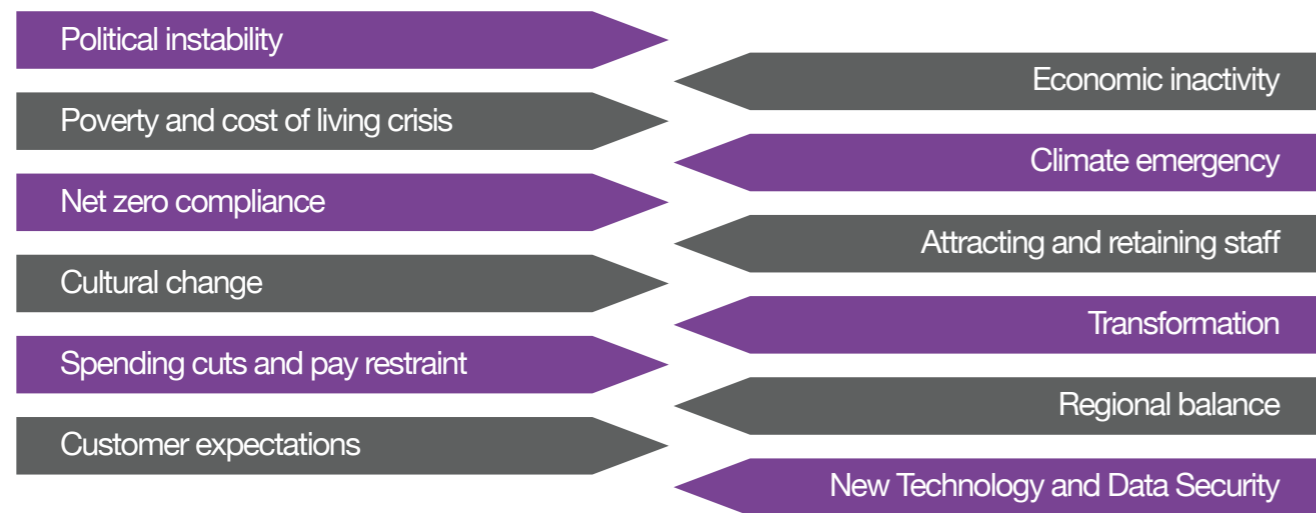 Political instability
Economic inactivity
Poverty and cost of living crisis
Climate emergency
Net zero compliance
Attracting and retaining staff
Cultural change
Transformation
Spending cuts and pay restraint
Regional balance
Customer expectations
New Technology and Data Security